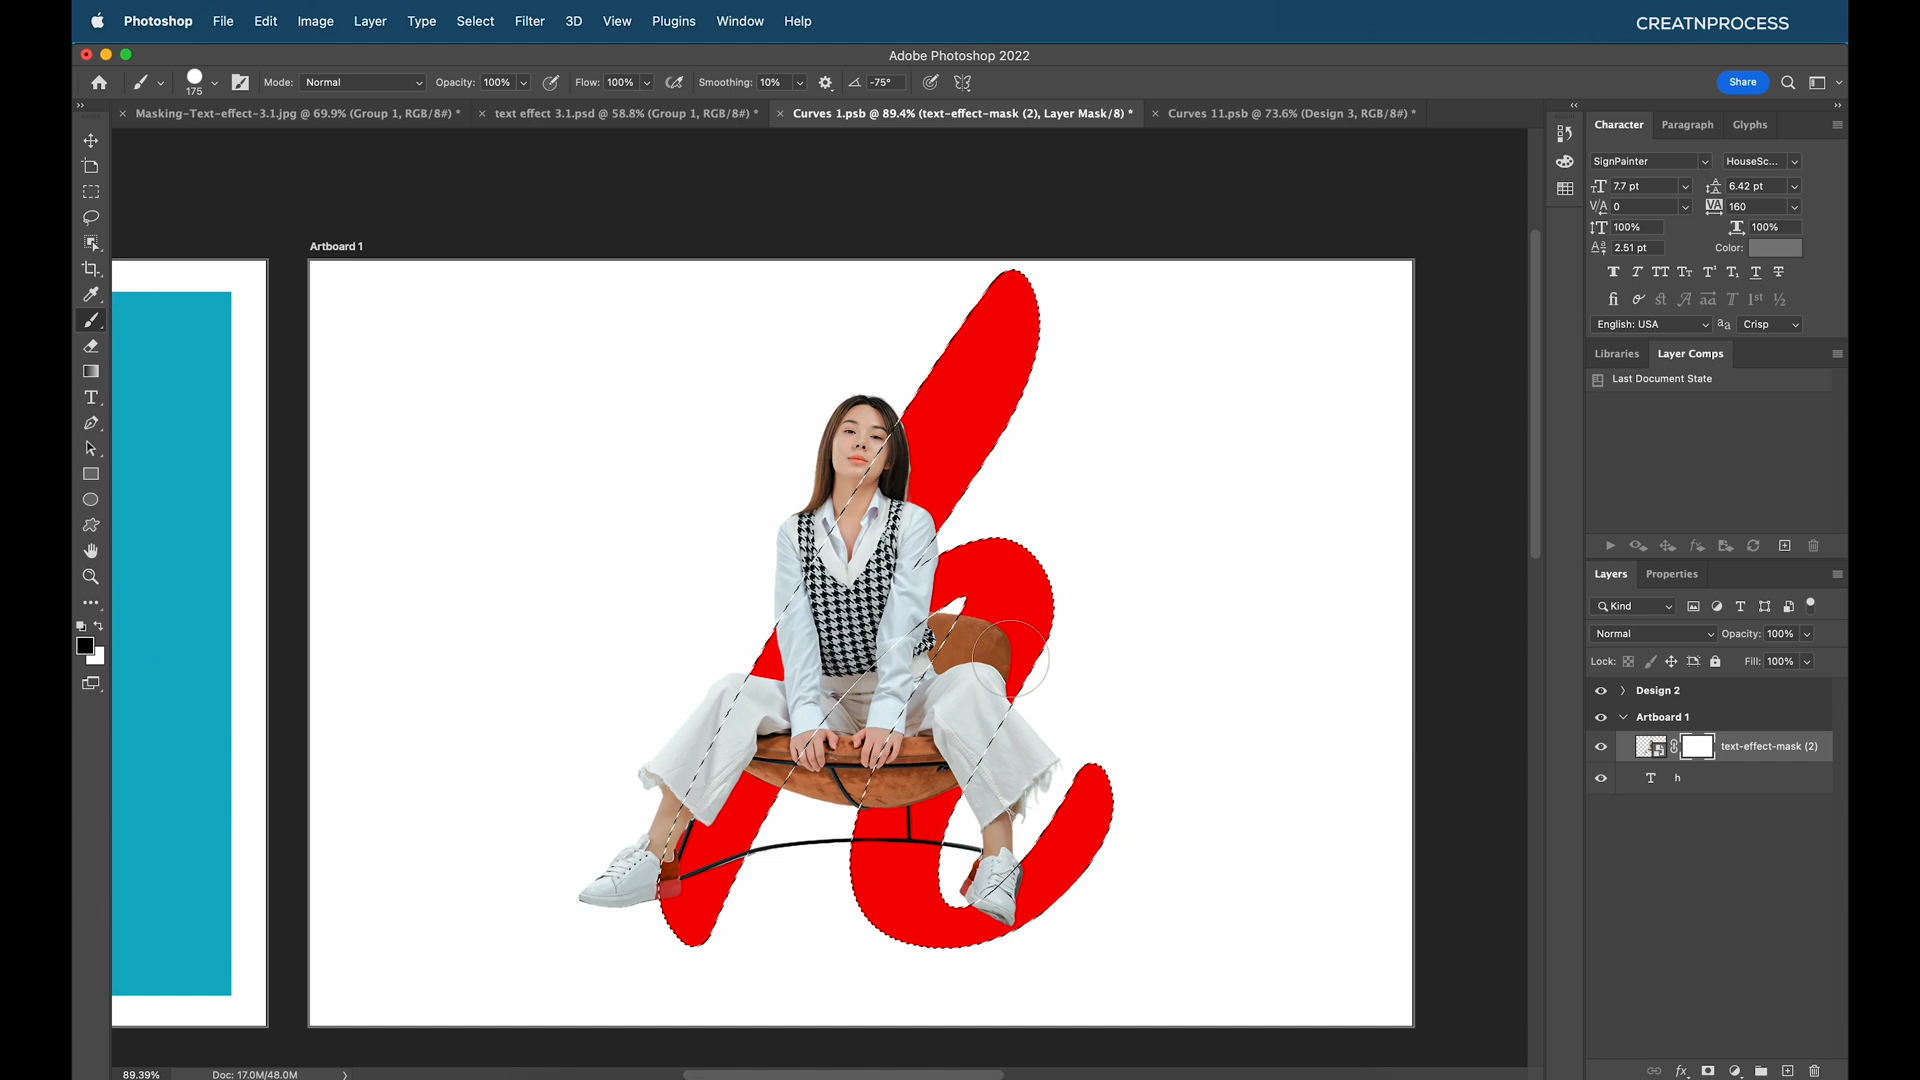 Photoshop File Edit Image Layer Type Select Filter 3D View Plugins Window Help
CREATNPROCESS
Adobe Photoshop 2022
175 Mode: Normal Opacity: 100% Flow: 100% Smoothing: 10% -75° Share
Masking-Text-effect-3.1.jpg @ 69.9% (Group 1, RGB/8#) * text effect 3.1.psd @ 58.8% (Group 1, RGB/8#) * Curves 1.psb @ 89.4% (text-effect-mask (2), Layer Mask/8) * Curves 11.psb @ 73.6% (Design 3, RGB/8#) *
Character Paragraph Glyphs
SignPainter HouseSc...
7.7 pt 6.42 pt
0 160
100% 100%
2.51 pt Color:
English: USA Crisp
Libraries Layer Comps
Last Document State
Artboard 1
Layers Properties
Kind
Normal Opacity: 100%
Lock: Fill: 100%
Design 2
Artboard 1
text-effect-mask (2)
h
89.39% Doc: 17.0M/48.0M